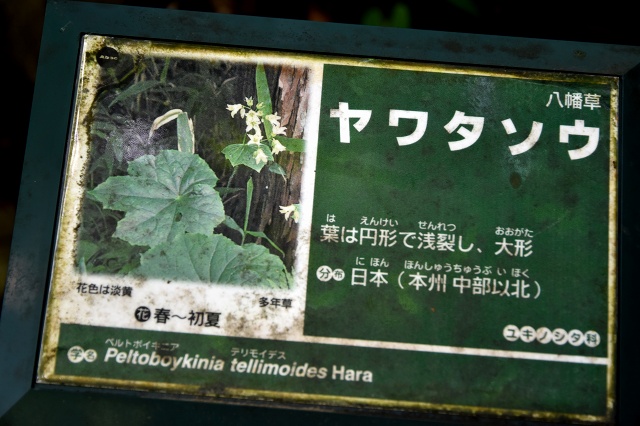 八幡草
ヤワタソウ
は えんけい せんれつ おおがた
葉は円形で浅裂し、大形
に ほん ほんしゅうちゅうぶ い ほく
分布 日本（本州 中部以北）
ユキノシタ科
花色は淡黄 多年草
花 春〜初夏
ペルトボイキニア テリモイデス
学名 Peltoboykinia tellimoides Hara